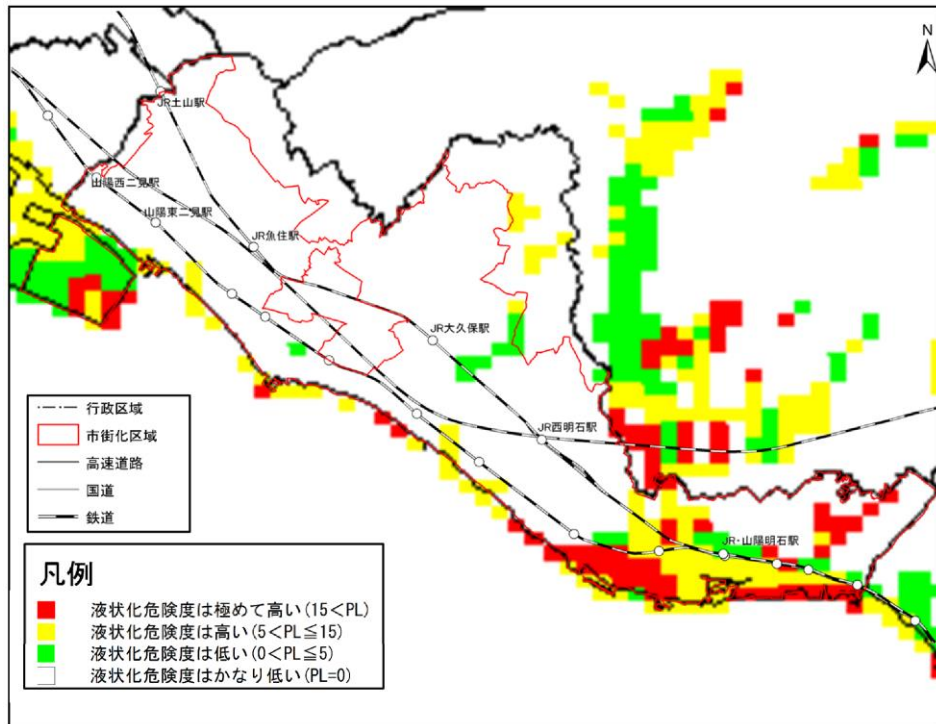 N
JR土山駅
山陽西二見駅
山陽東二見駅
JR魚住駅
JR大久保駅
JR西明石駅
JR・山陽明石駅
行政区域
市街化区域
高速道路
国道
鉄道
凡例
液状化危険度は極めて高い(15<PL)
液状化危険度は高い(5<PL≦15)
液状化危険度は低い(0<PL≦5)
液状化危険度はかなり低い(PL=0)